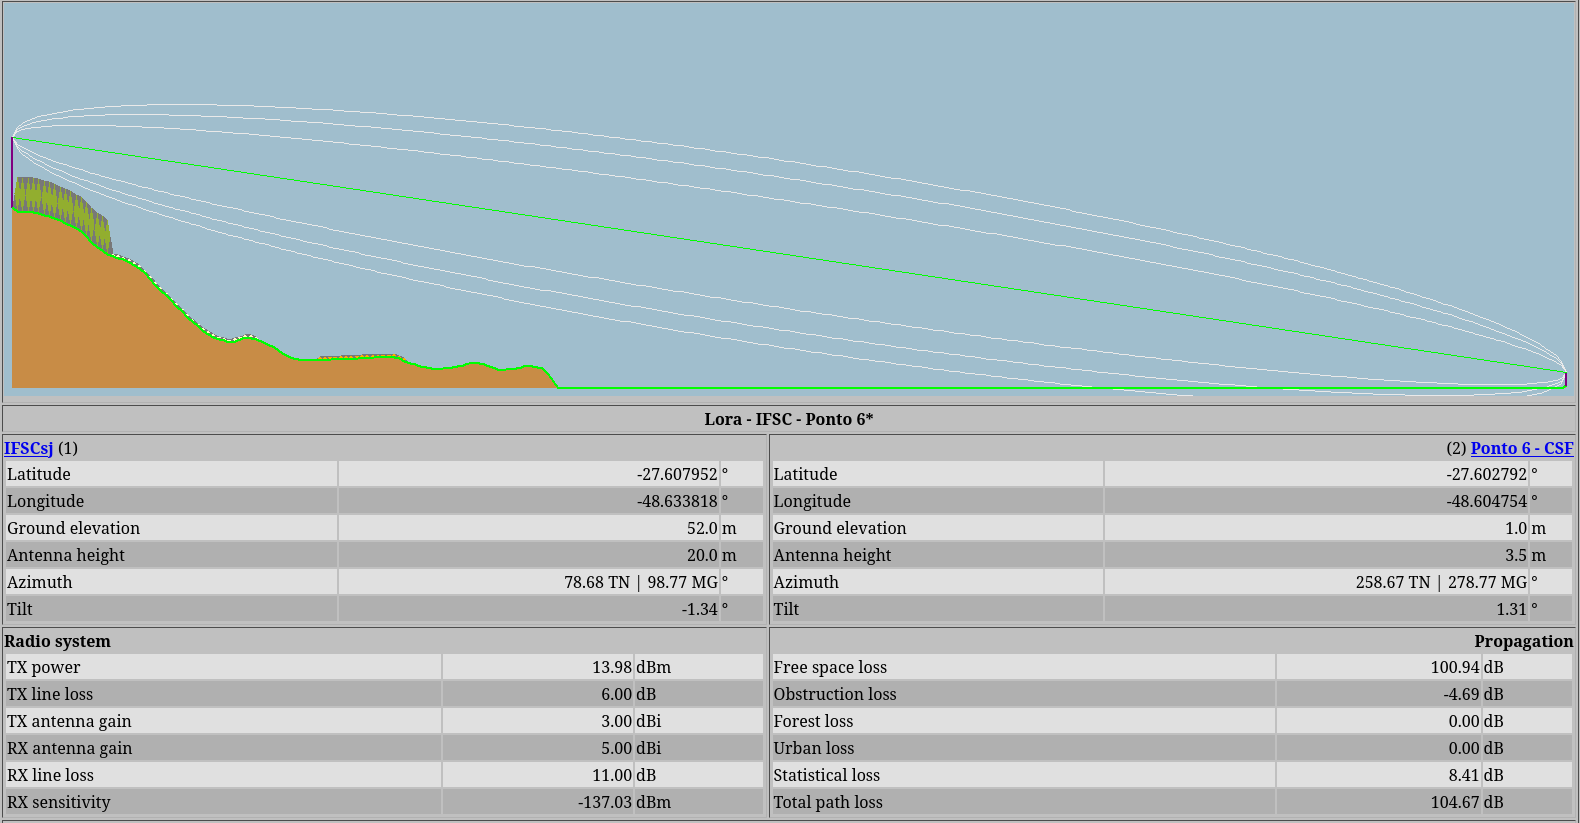 Lora - IFSC - Ponto 6*
IFSCsj (1)
Latitude -27.607952 °
Longitude -48.633818 °
Ground elevation 52.0 m
Antenna height 20.0 m
Azimuth 78.68 TN | 98.77 MG °
Tilt -1.34 °
(2) Ponto 6 - CSF
Latitude -27.602792 °
Longitude -48.604754 °
Ground elevation 1.0 m
Antenna height 3.5 m
Azimuth 258.67 TN | 278.77 MG °
Tilt 1.31 °
Radio system
TX power 13.98 dBm
TX line loss 6.00 dB
TX antenna gain 3.00 dBi
RX antenna gain 5.00 dBi
RX line loss 11.00 dB
RX sensitivity -137.03 dBm
Propagation
Free space loss 100.94 dB
Obstruction loss -4.69 dB
Forest loss 0.00 dB
Urban loss 0.00 dB
Statistical loss 8.41 dB
Total path loss 104.67 dB